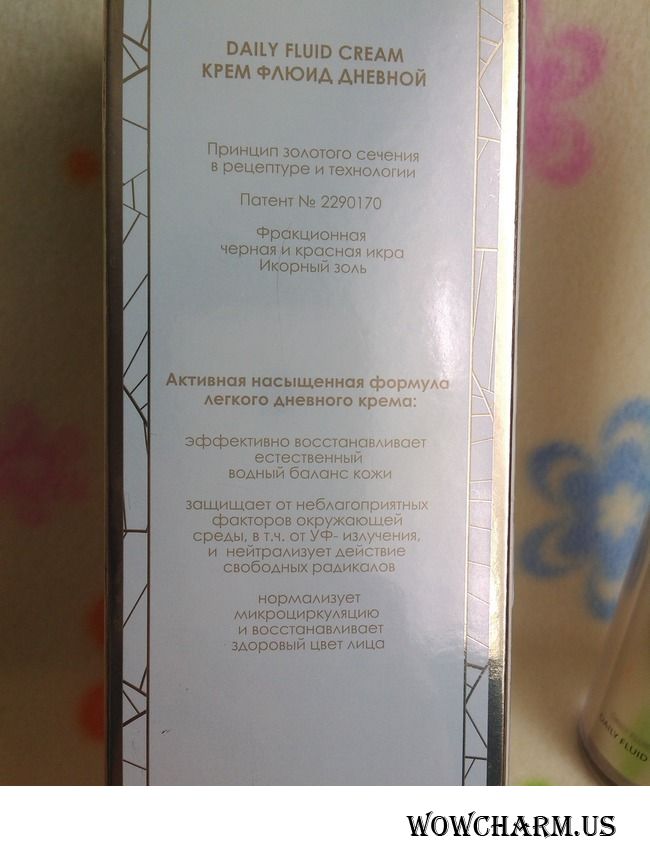 DAILY FLUID CREAM
КРЕМ ФЛЮИД ДНЕВНОЙ
Принцип золотого сечения
в рецептуре и технологии
Патент № 2290170
Фракционная
черная и красная икра
Икорный золь
Активная насыщенная формула
легкого дневного крема:
эффективно восстанавливает
естественный
водный баланс кожи
защищает от неблагоприятных
факторов окружающей
среды, в т.ч. от УФ- излучения,
и нейтрализует действие
свободных радикалов
нормализует
микроциркуляцию
и восстанавливает
здоровый цвет лица
DAILY FLUID
WOWCHARM.US